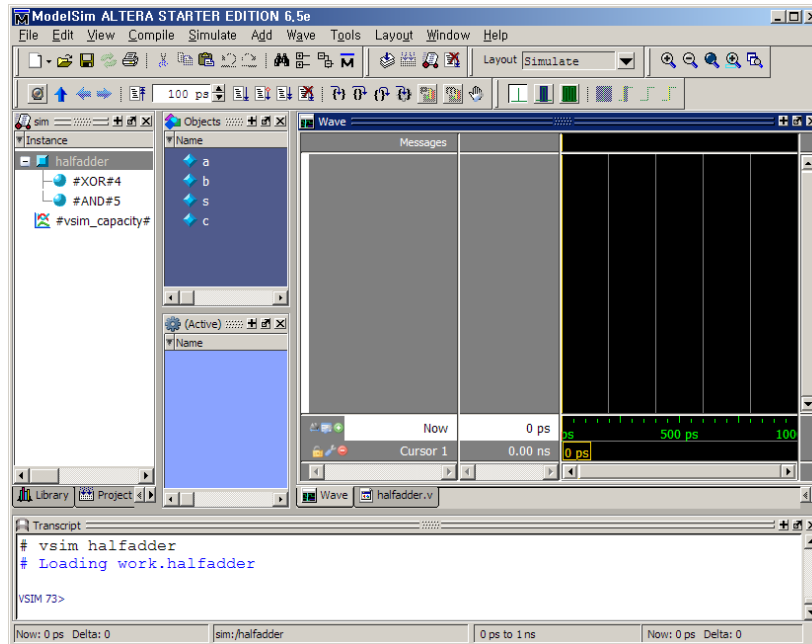 ModelSim ALTERA STARTER EDITION 6.5e
File Edit View Compile Simulate Add Wave Tools Layout Window Help
Layout Simulate
100 ps
sim
Instance
halfadder
#XOR#4
#AND#5
#vsim_capacity#
Library Project
Objects
Name
a
b
s
c
(Active)
Name
Wave
Messages
Now 0 ps
Cursor 1 0.00 ns
ps 500 ps 100
0 ps
Wave halfadder.v
Transcript
# vsim halfadder
# Loading work.halfadder
VSIM 73>
Now: 0 ps Delta: 0 sim:/halfadder 0 ps to 1 ns Now: 0 ps Delta: 0